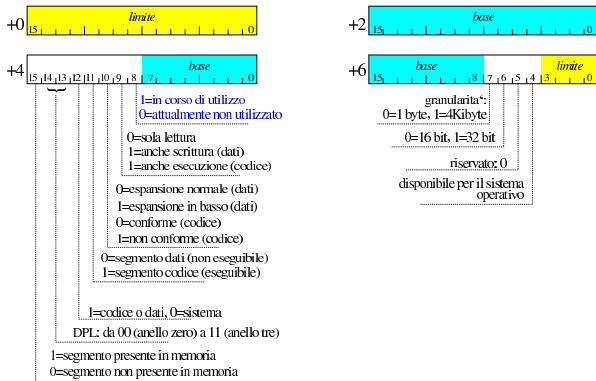 +0 limite
15 0
+2 base
15 0
+4 base
15 14 13 12 11 10 9 8 7 0
+6 base limite
15 8 7 6 5 4 3 0
1=in corso di utilizzo
0=attualmente non utilizzato
0=sola lettura
1=anche scrittura (dati)
1=anche esecuzione (codice)
0=espansione normale (dati)
1=espansione in basso (dati)
0=conforme (codice)
1=non conforme (codice)
0=segmento dati (non eseguibile)
1=segmento codice (eseguibile)
1=codice o dati, 0=sistema
DPL: da 00 (anello zero) a 11 (anello tre)
1=segmento presente in memoria
0=segmento non presente in memoria
granularita‘:
0=1 byte, 1=4Kibyte
0=16 bit, 1=32 bit
riservato: 0
disponibile per il sistema
operativo